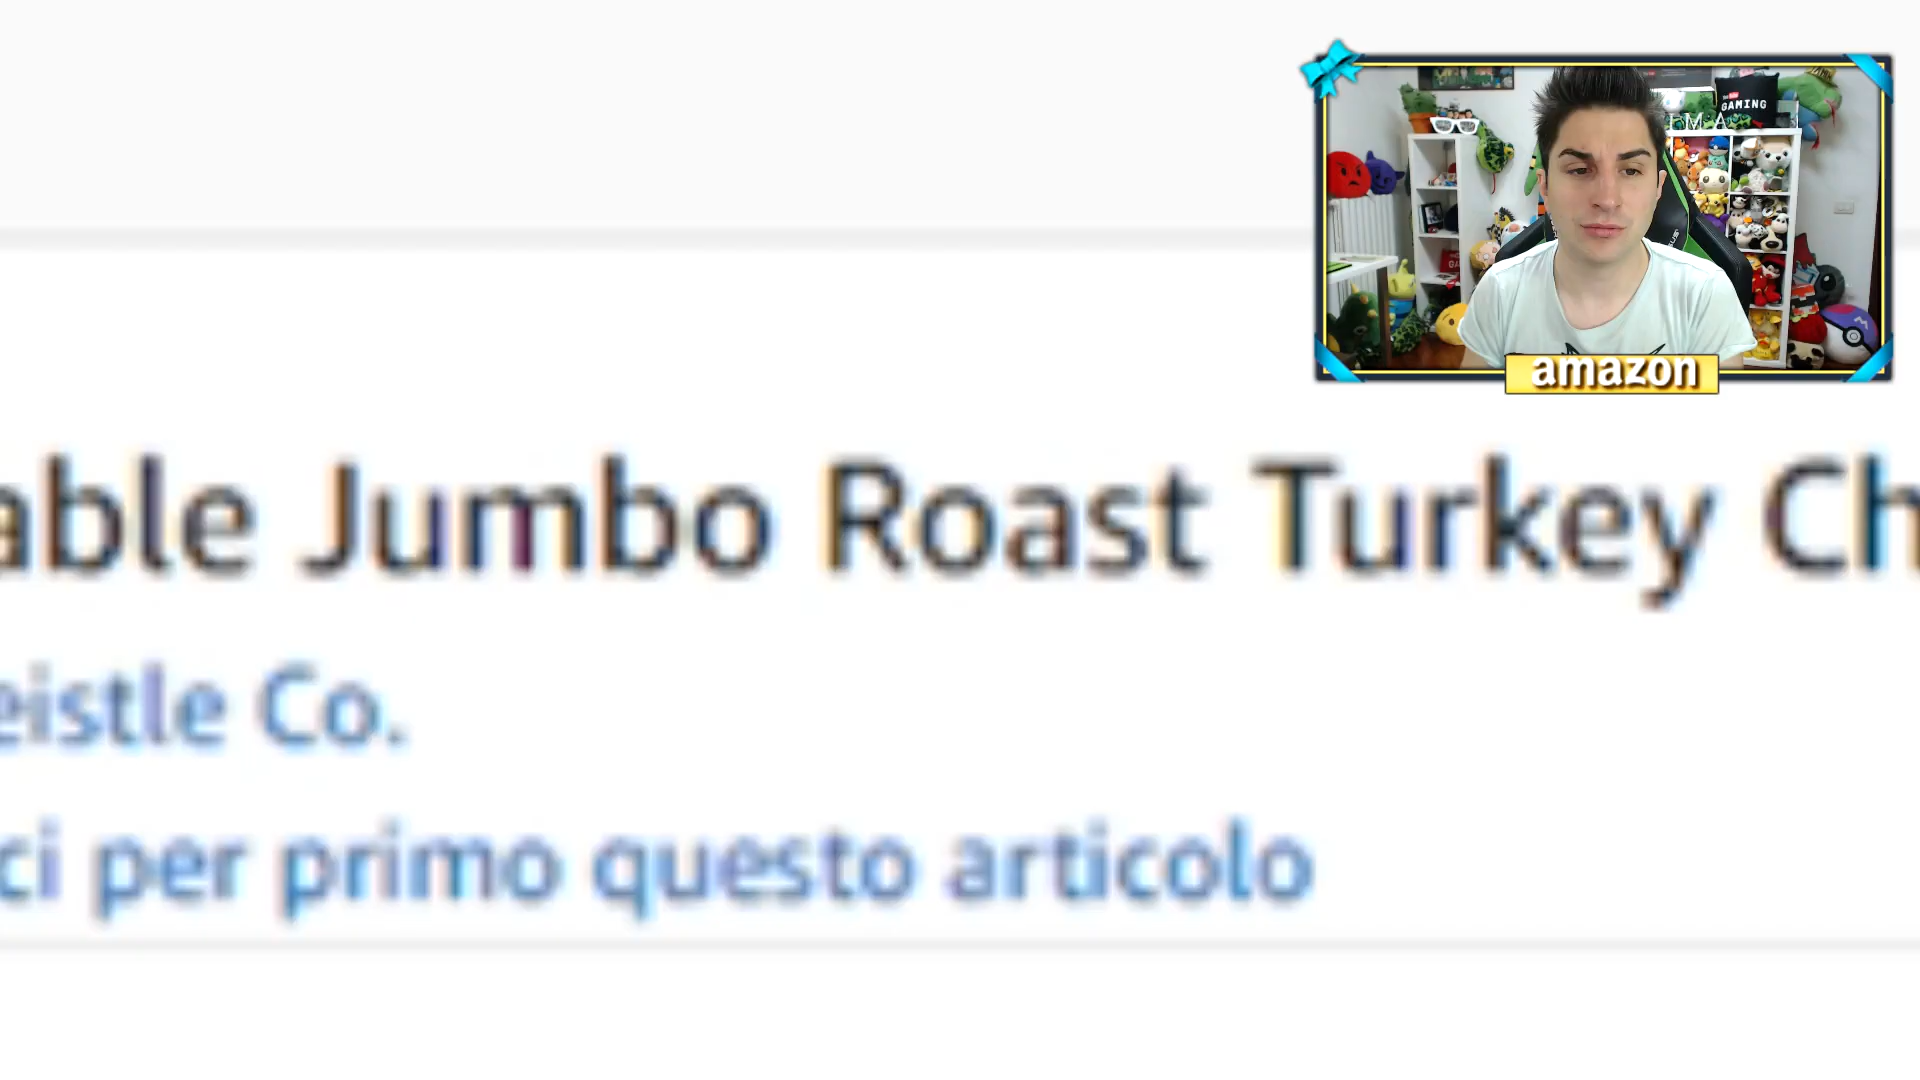 GAMING
I'M A
amazon
able Jumbo Roast Turkey Ch
eistle Co.
ci per primo questo articolo